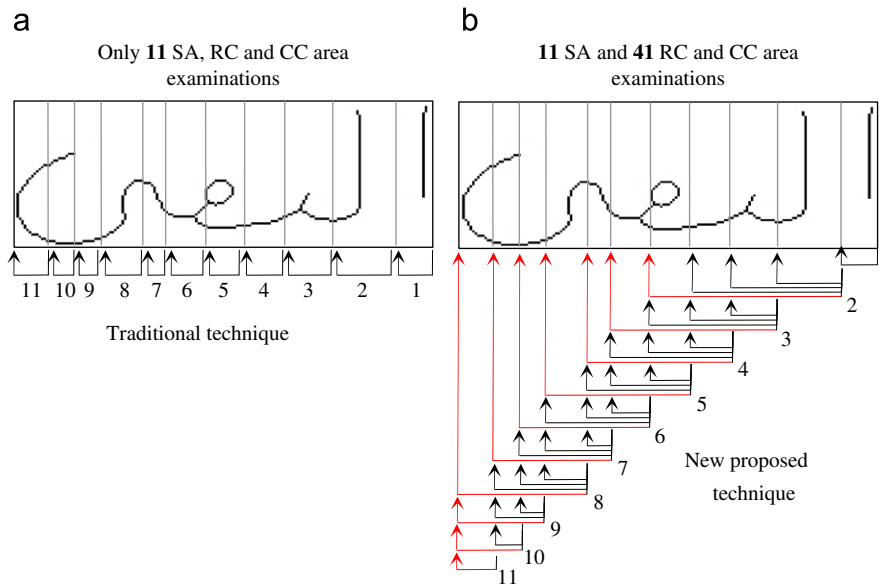 a
Only 11 SA, RC and CC area
examinations
11 10 9 8 7 6 5 4 3 2 1
Traditional technique
b
11 SA and 41 RC and CC area
examinations
2
3
4
5
6
7
8
9
10
11
New proposed
technique